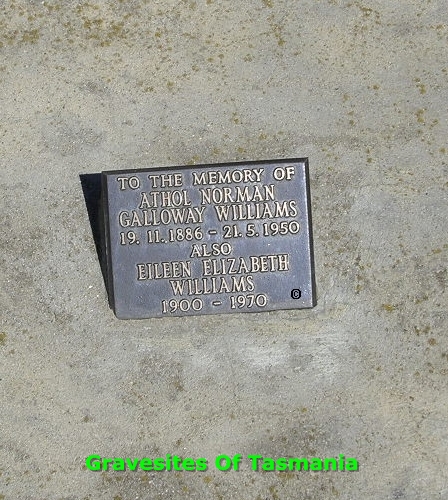 TO THE MEMORY OF
ATHOL NORMAN
GALLOWAY WILLIAMS
19.11.1886 - 21.5.1950
ALSO
EILEEN ELIZABETH
WILLIAMS
1900 - 1970
©
Gravesites Of Tasmania